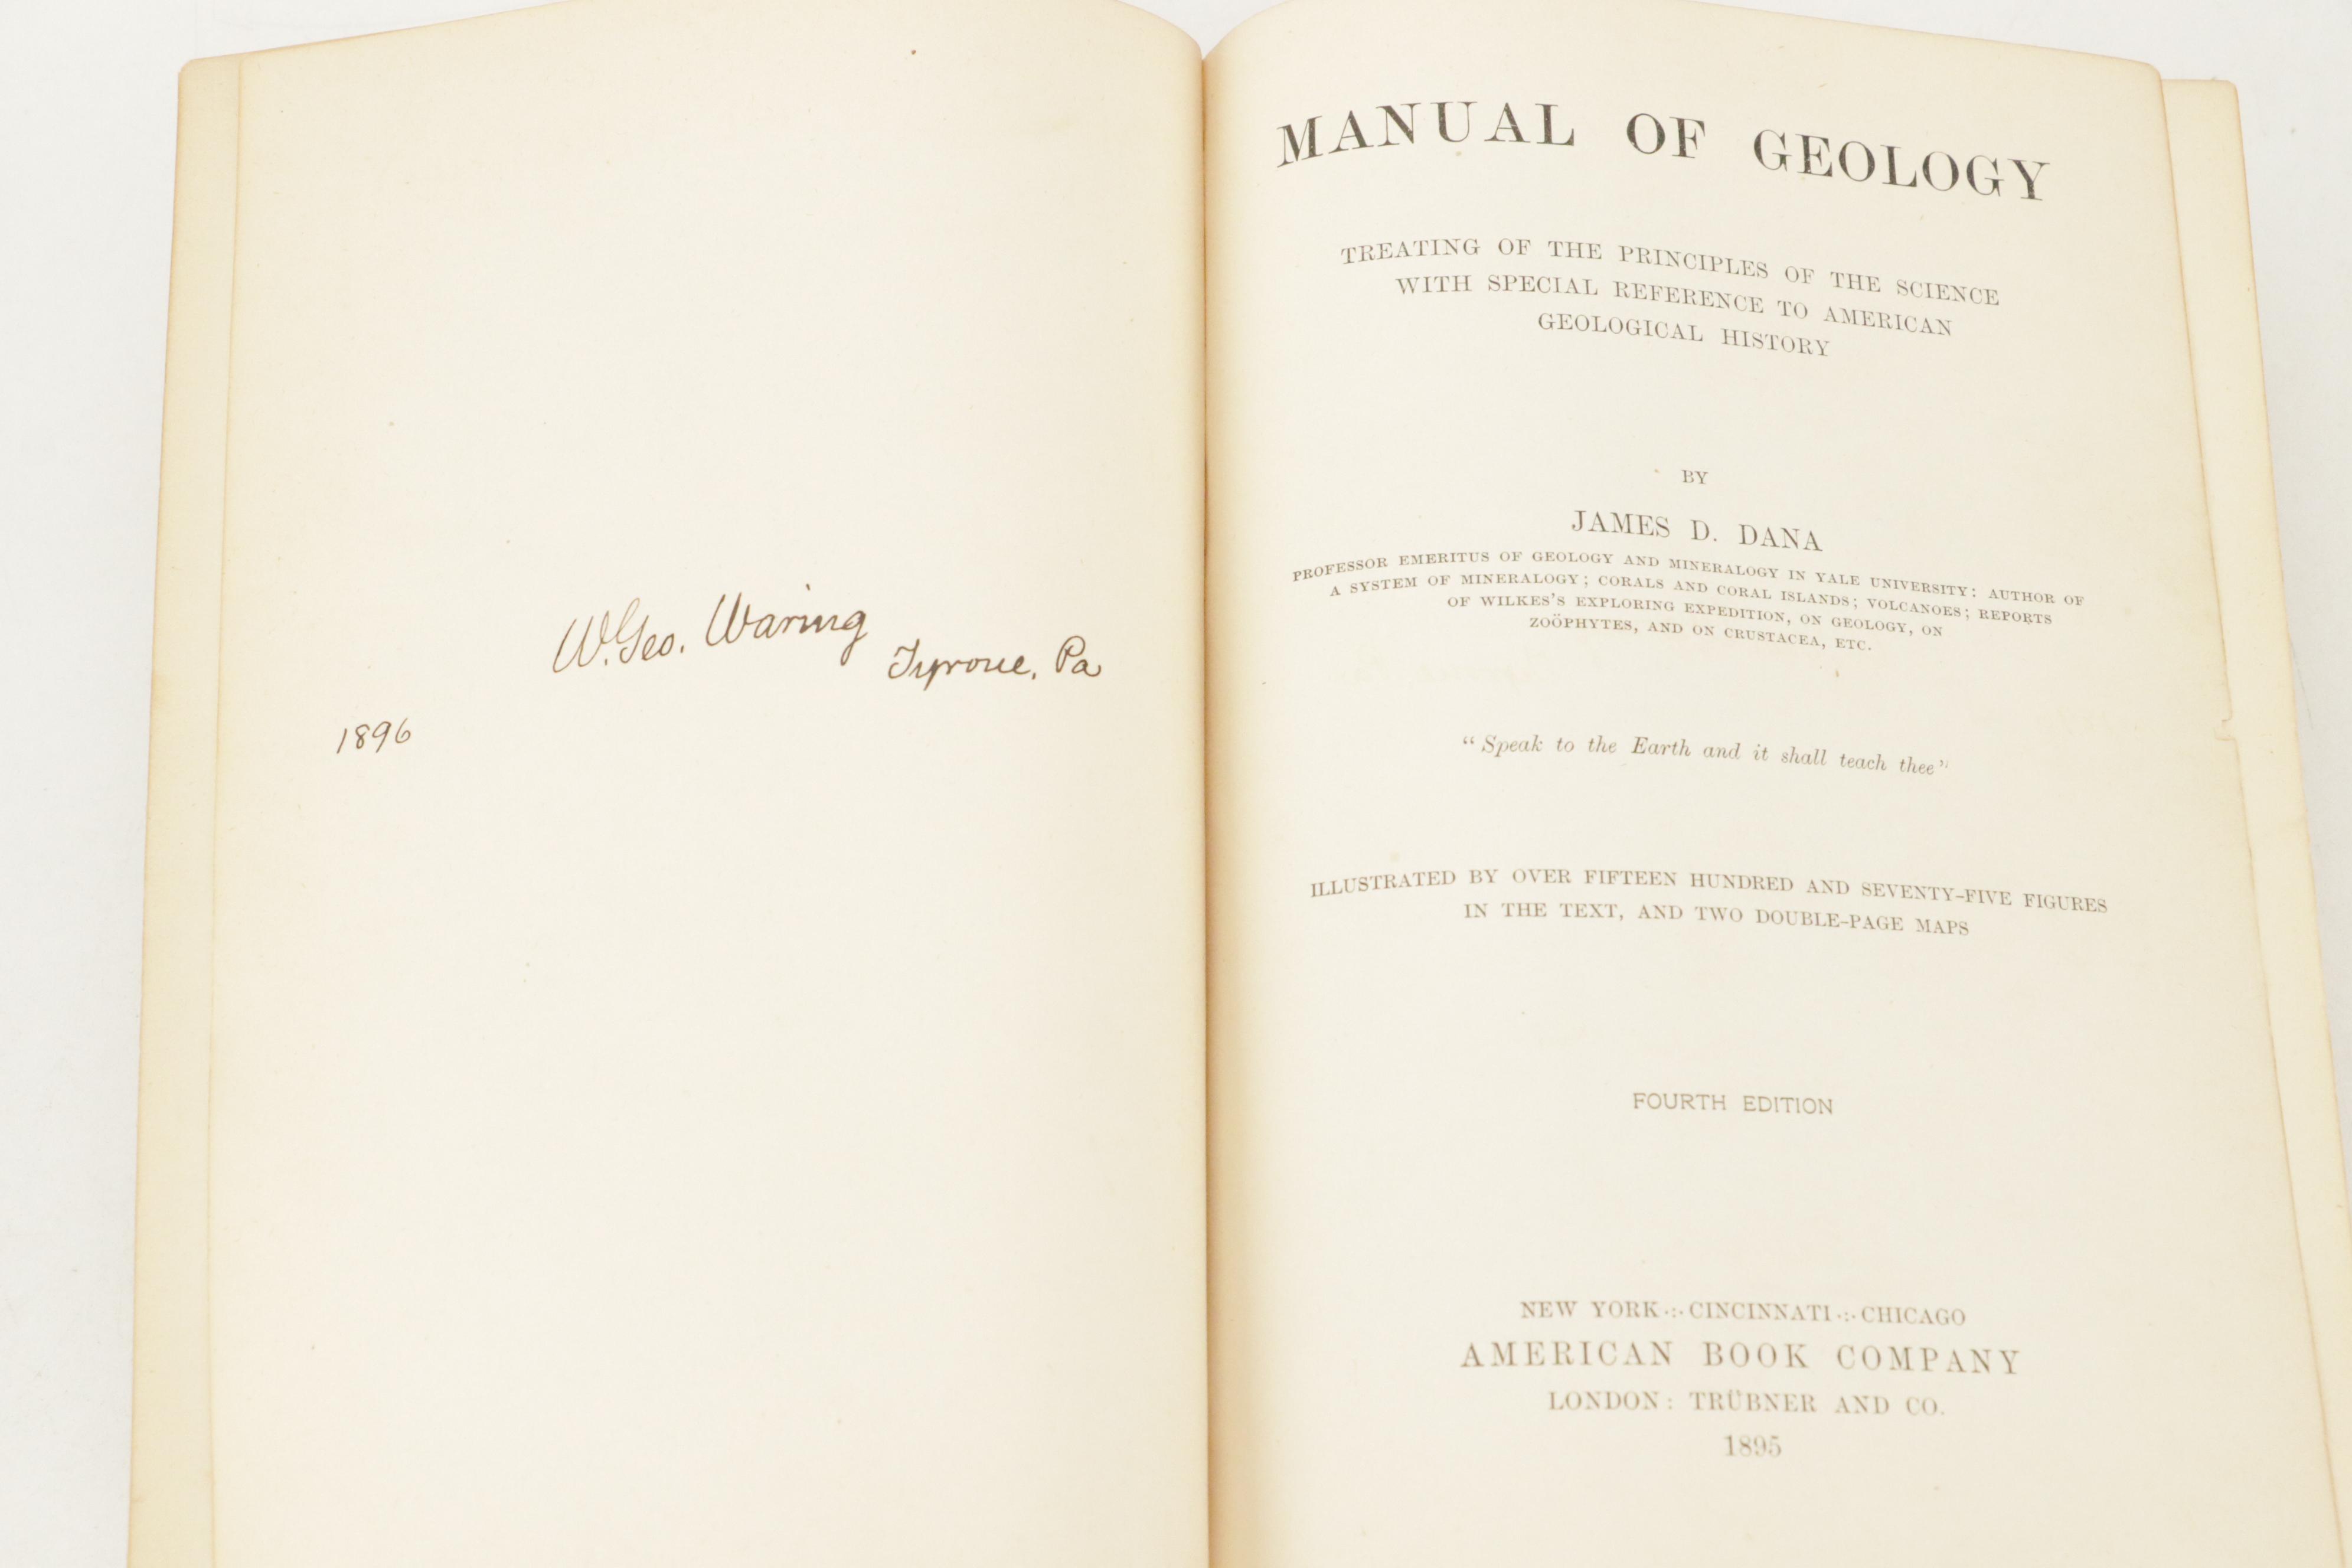 W. Geo. Waring
Tyrone, Pa
1896
MANUAL OF GEOLOGY
TREATING OF THE PRINCIPLES OF THE SCIENCE
WITH SPECIAL REFERENCE TO AMERICAN
GEOLOGICAL HISTORY
BY
JAMES D. DANA
PROFESSOR EMERITUS OF GEOLOGY AND MINERALOGY IN YALE UNIVERSITY: AUTHOR OF
A SYSTEM OF MINERALOGY; CORALS AND CORAL ISLANDS; VOLCANOES; REPORTS
OF WILKES'S EXPLORING EXPEDITION, ON GEOLOGY, ON
ZOÖPHYTES, AND ON CRUSTACEA, ETC.
"Speak to the Earth and it shall teach thee"
ILLUSTRATED BY OVER FIFTEEN HUNDRED AND SEVENTY-FIVE FIGURES
IN THE TEXT, AND TWO DOUBLE-PAGE MAPS
FOURTH EDITION
NEW YORK ·:· CINCINNATI ·:· CHICAGO
AMERICAN BOOK COMPANY
LONDON: TRÜBNER AND CO.
1895